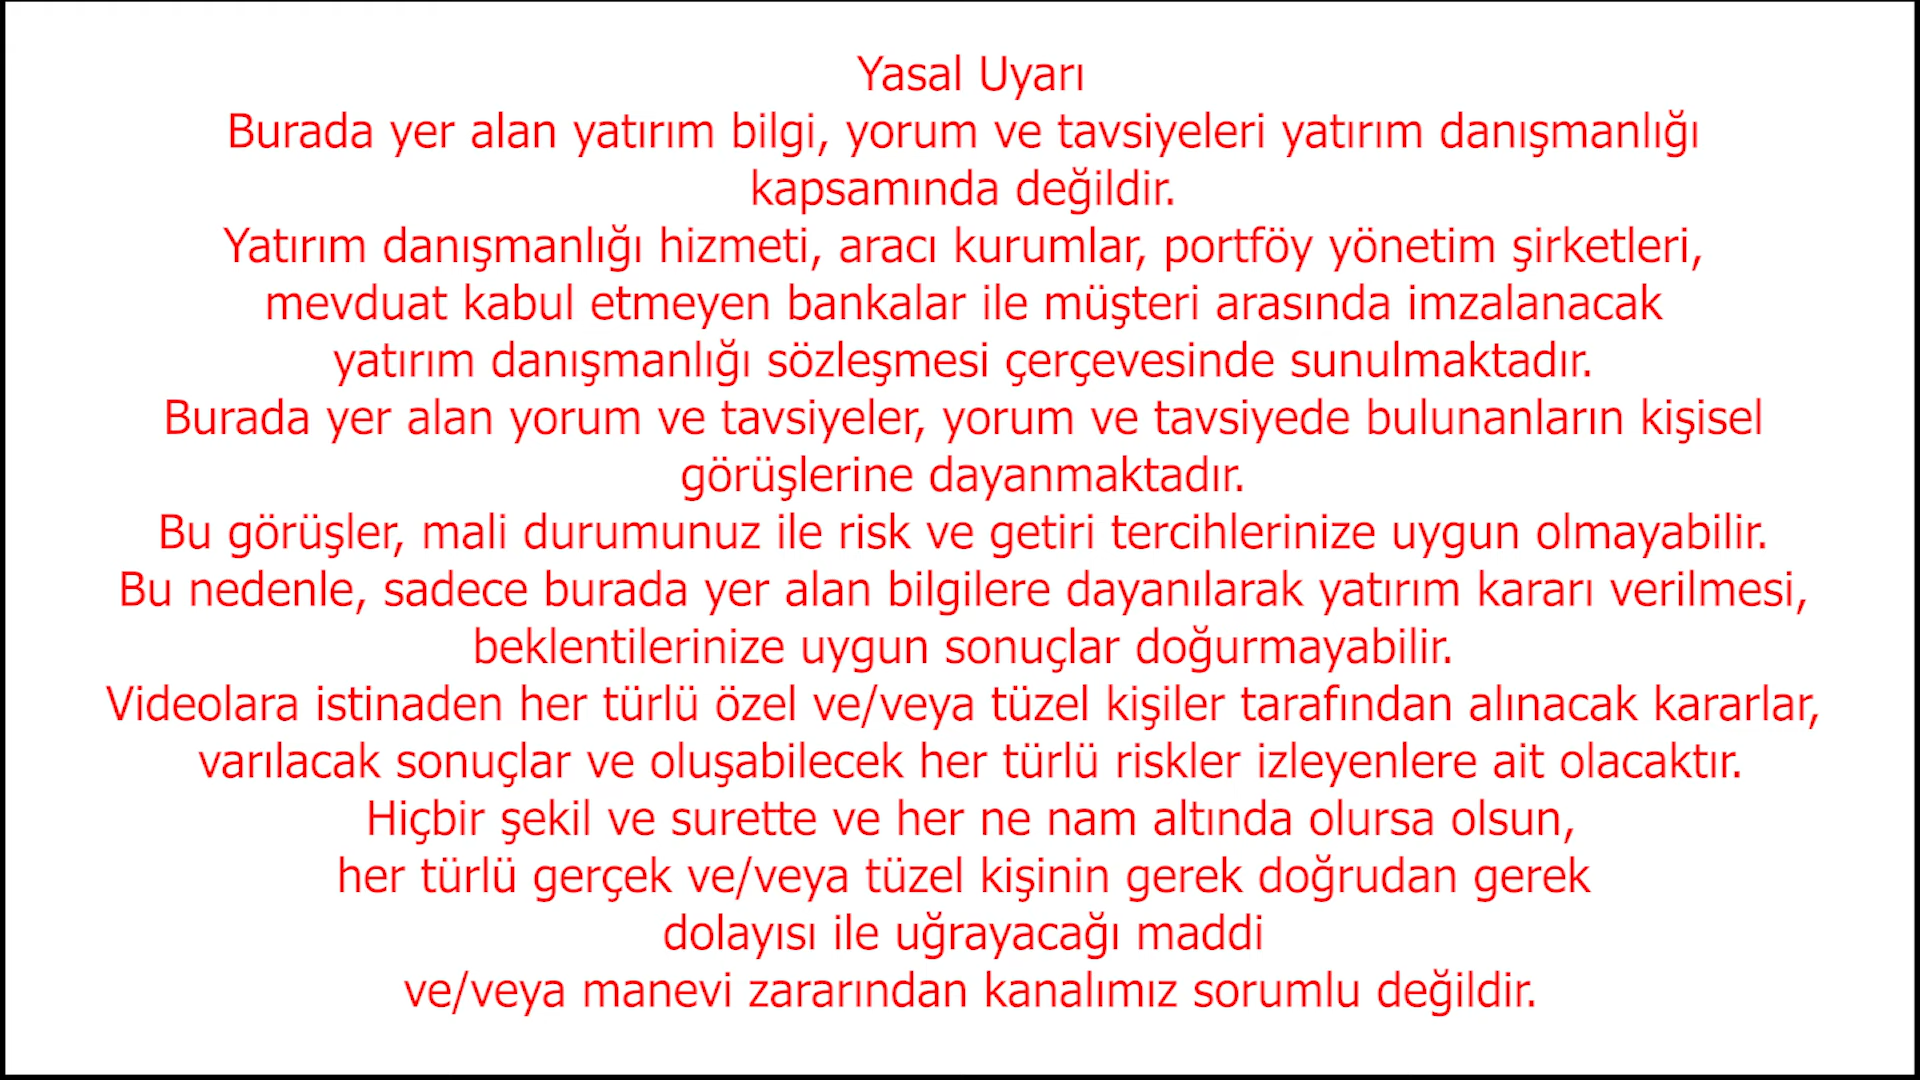 Yasal Uyarı
Burada yer alan yatırım bilgi, yorum ve tavsiyeleri yatırım danışmanlığı
kapsamında değildir.
Yatırım danışmanlığı hizmeti, aracı kurumlar, portföy yönetim şirketleri,
mevduat kabul etmeyen bankalar ile müşteri arasında imzalanacak
yatırım danışmanlığı sözleşmesi çerçevesinde sunulmaktadır.
Burada yer alan yorum ve tavsiyeler, yorum ve tavsiyede bulunanların kişisel
görüşlerine dayanmaktadır.
Bu görüşler, mali durumunuz ile risk ve getiri tercihlerinize uygun olmayabilir.
Bu nedenle, sadece burada yer alan bilgilere dayanılarak yatırım kararı verilmesi,
beklentilerinize uygun sonuçlar doğurmayabilir.
Videolara istinaden her türlü özel ve/veya tüzel kişiler tarafından alınacak kararlar,
varılacak sonuçlar ve oluşabilecek her türlü riskler izleyenlere ait olacaktır.
Hiçbir şekil ve surette ve her ne nam altında olursa olsun,
her türlü gerçek ve/veya tüzel kişinin gerek doğrudan gerek
dolayısı ile uğrayacağı maddi
ve/veya manevi zararından kanalımız sorumlu değildir.